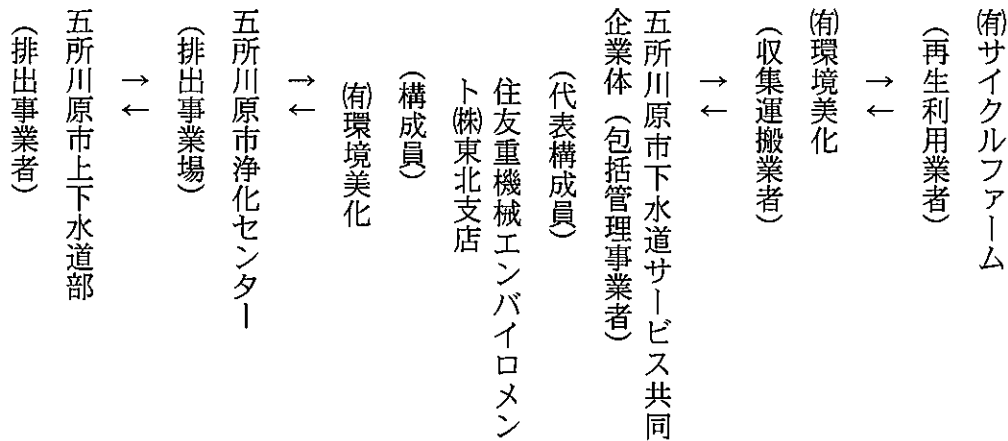 ㈲サイクルファーム
(再生利用業者)
→
←
㈲環境美化
(収集運搬業者)
→
←
五所川原市下水道サービス共同
企業体(包括管理事業者)
(代表構成員)
住友重機械エンバイロメン
ト㈱東北支店
(構成員)
㈲環境美化
→
←
五所川原市浄化センター
(排出事業場)
→
←
五所川原市上下水道部
(排出事業者)